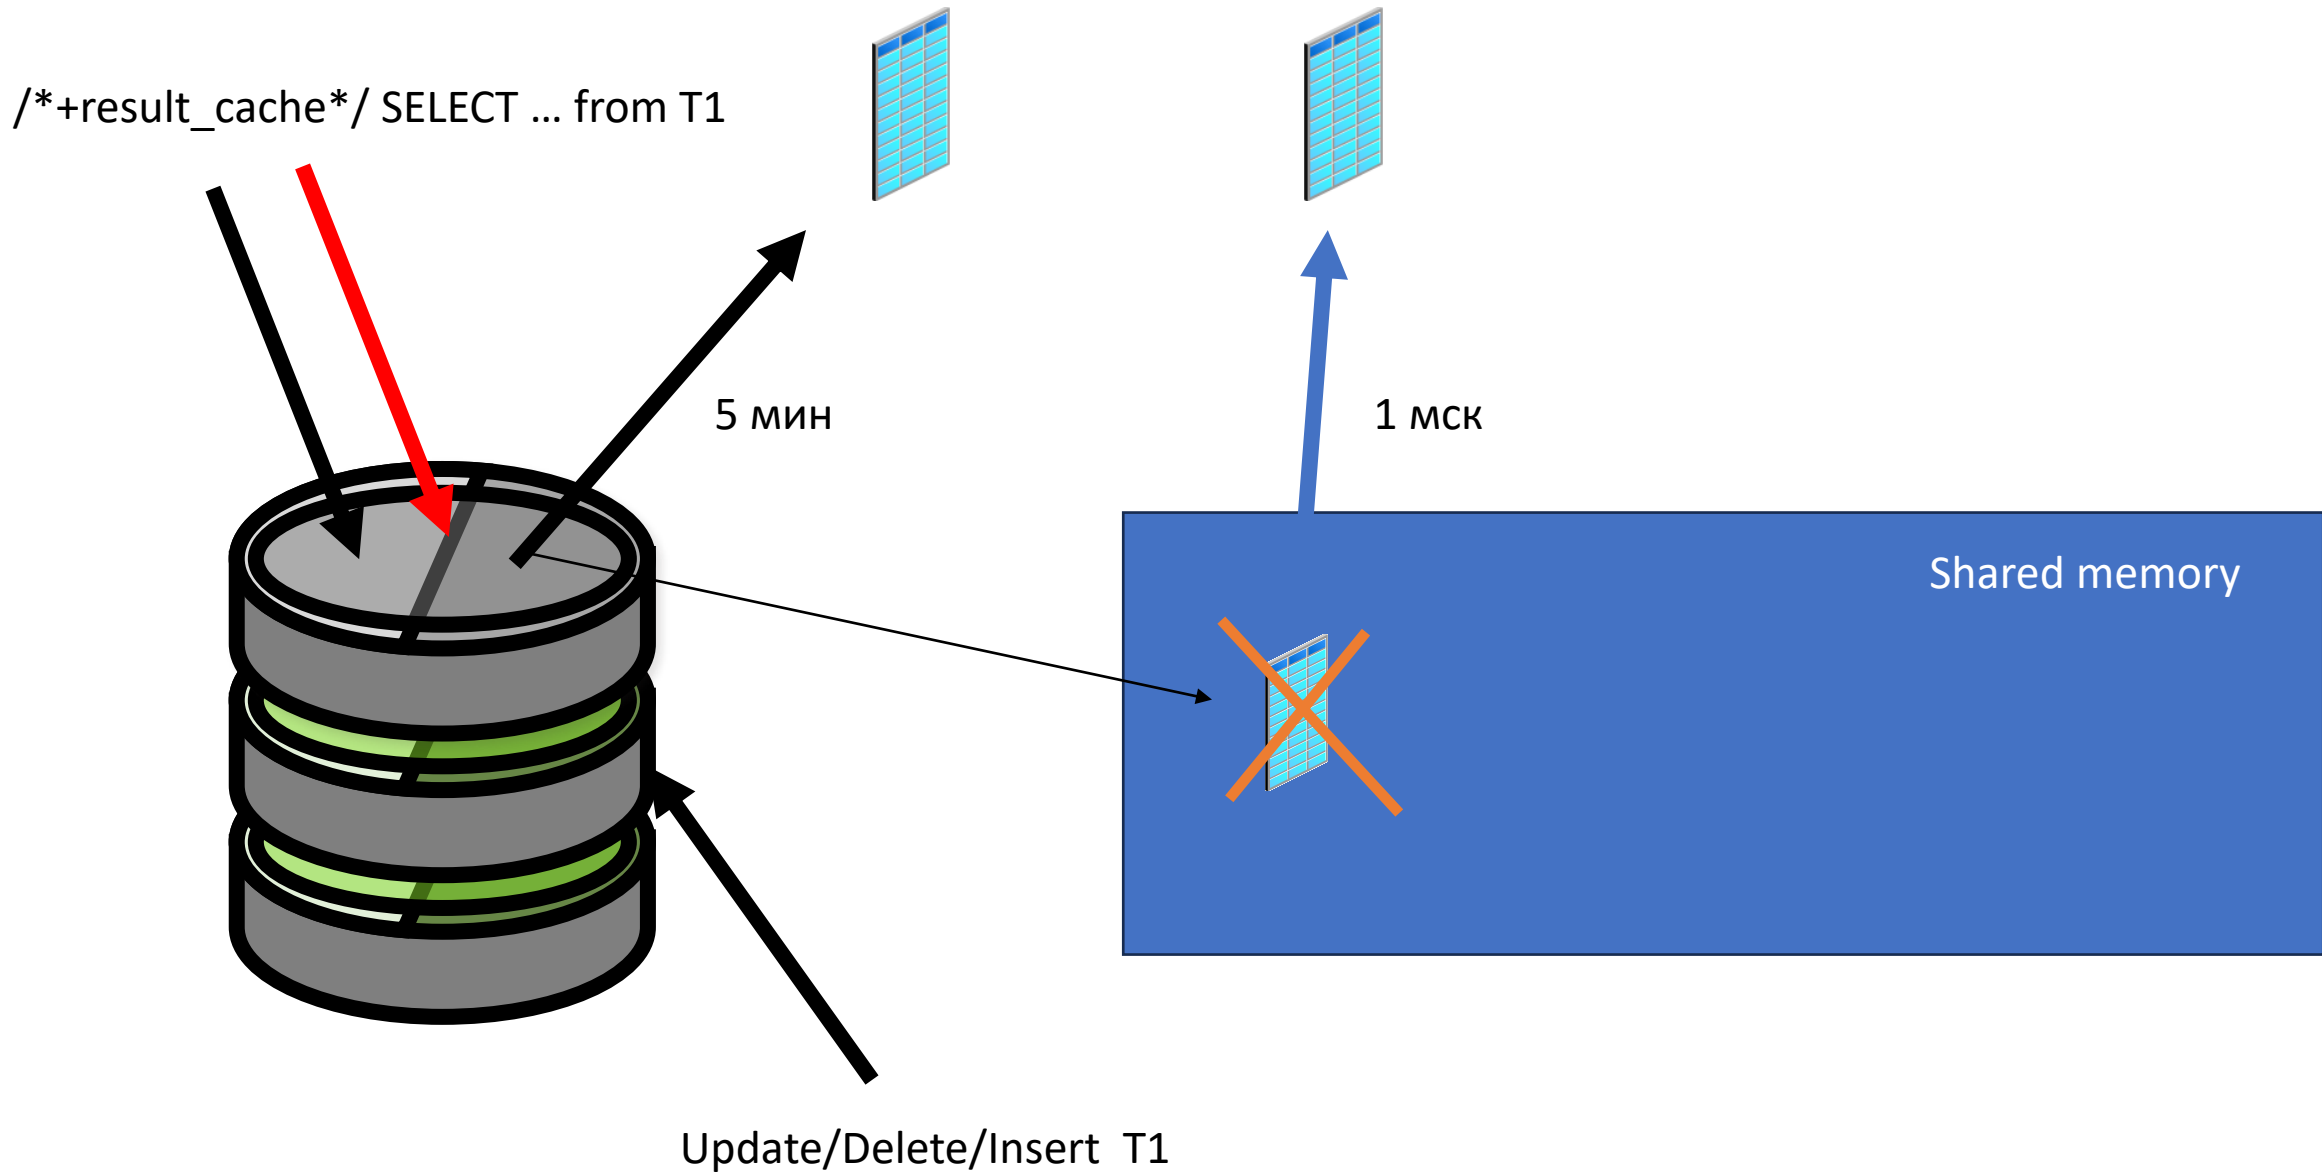 /*+result_cache*/ SELECT … from T1
5 мин
1 мск
Shared memory
Update/Delete/Insert  T1